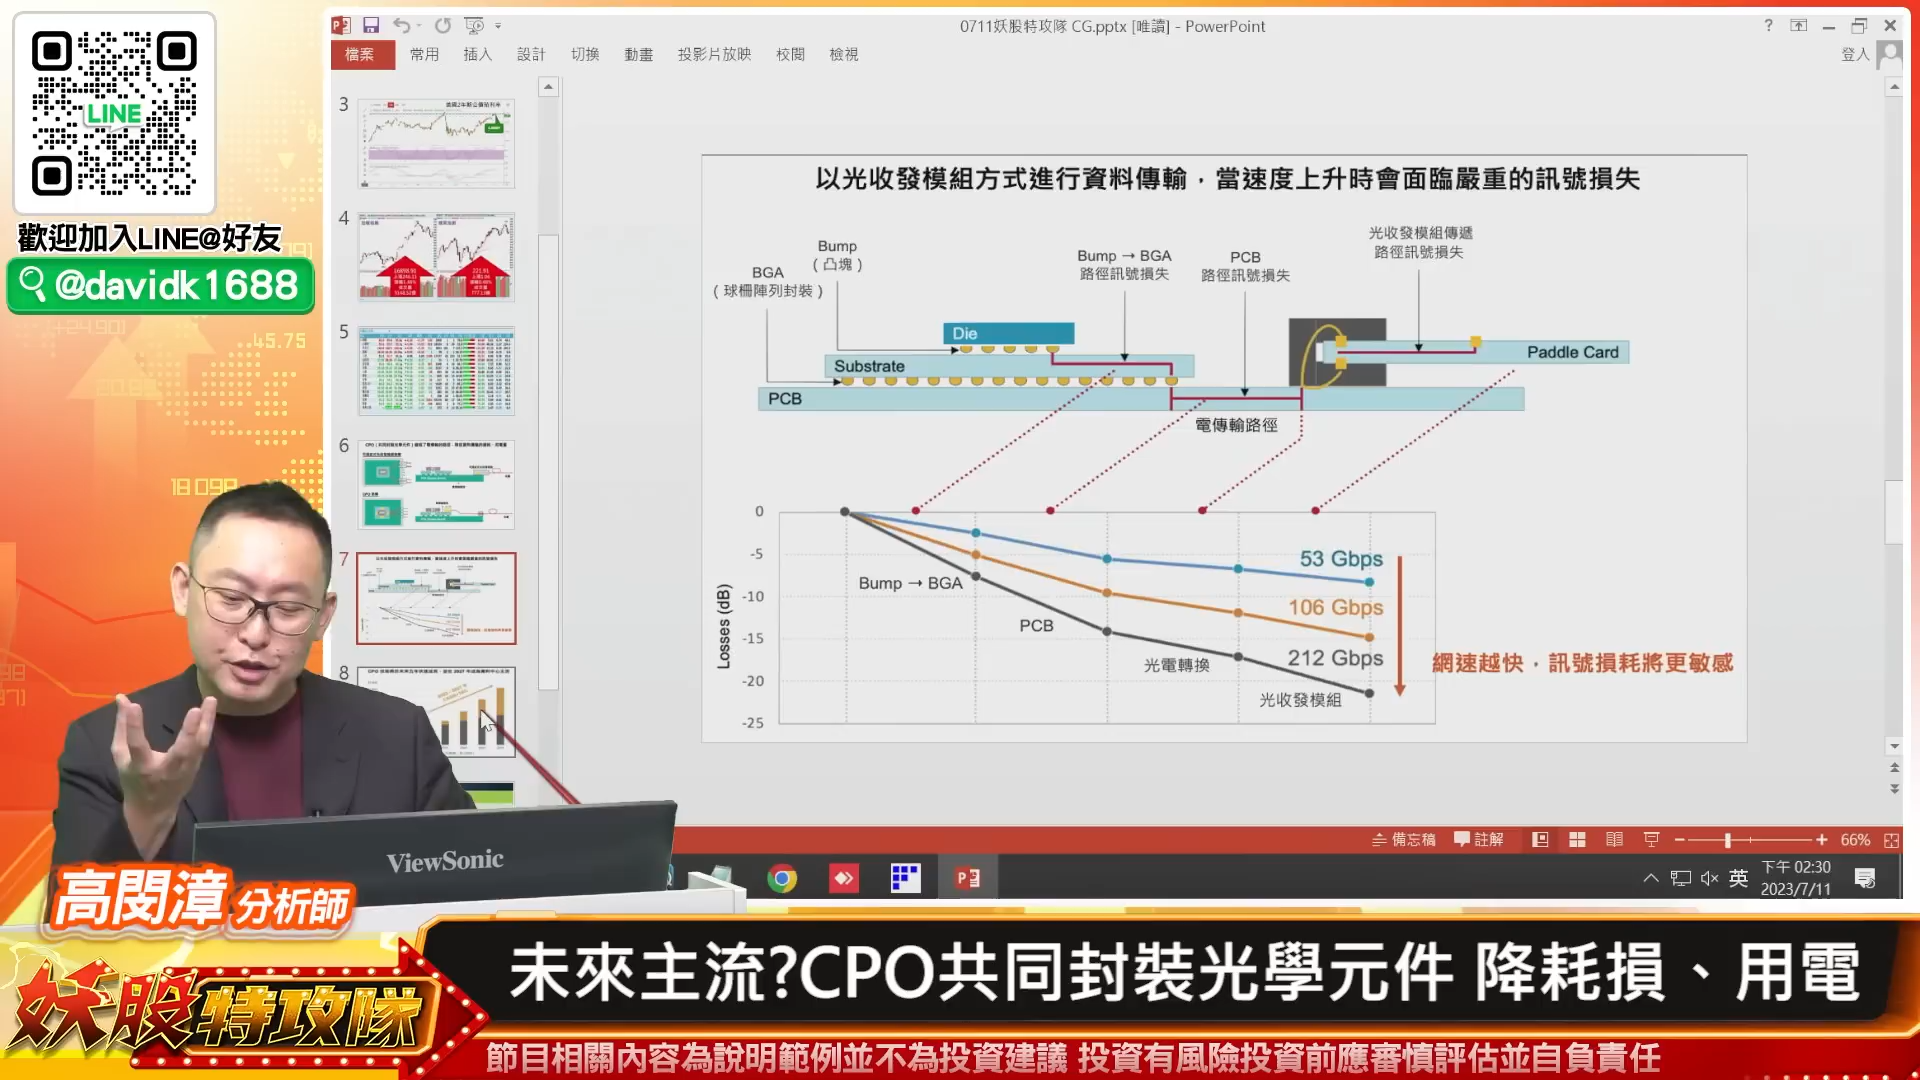 0711妖股特攻隊 CG.pptx [唯讀] - PowerPoint
檔案 常用 插入 設計 切換 動畫 投影片放映 校閱 檢視 登入
LINE
歡迎加入LINE@好友
@davidk1688
3
4
5
6
7
8
以光收發模組方式進行資料傳輸，當速度上升時會面臨嚴重的訊號損失
BGA
( 球柵陣列封裝 )
Bump
( 凸塊 )
Bump → BGA
路徑訊號損失
PCB
路徑訊號損失
光收發模組傳遞
路徑訊號損失
Die
Substrate
PCB
Paddle Card
電傳輸路徑
Losses (dB)
0
-5
-10
-15
-20
-25
Bump → BGA
PCB
光電轉換
光收發模組
53 Gbps
106 Gbps
212 Gbps
網速越快，訊號損耗將更敏感
備忘稿 註解 66%
英
下午 02:30
2023/7/11
ViewSonic
高閔漳 分析師
妖股特攻隊
未來主流?CPO共同封裝光學元件 降耗損、用電
節目相關內容為說明範例並不為投資建議 投資有風險投資前應審慎評估並自負責任